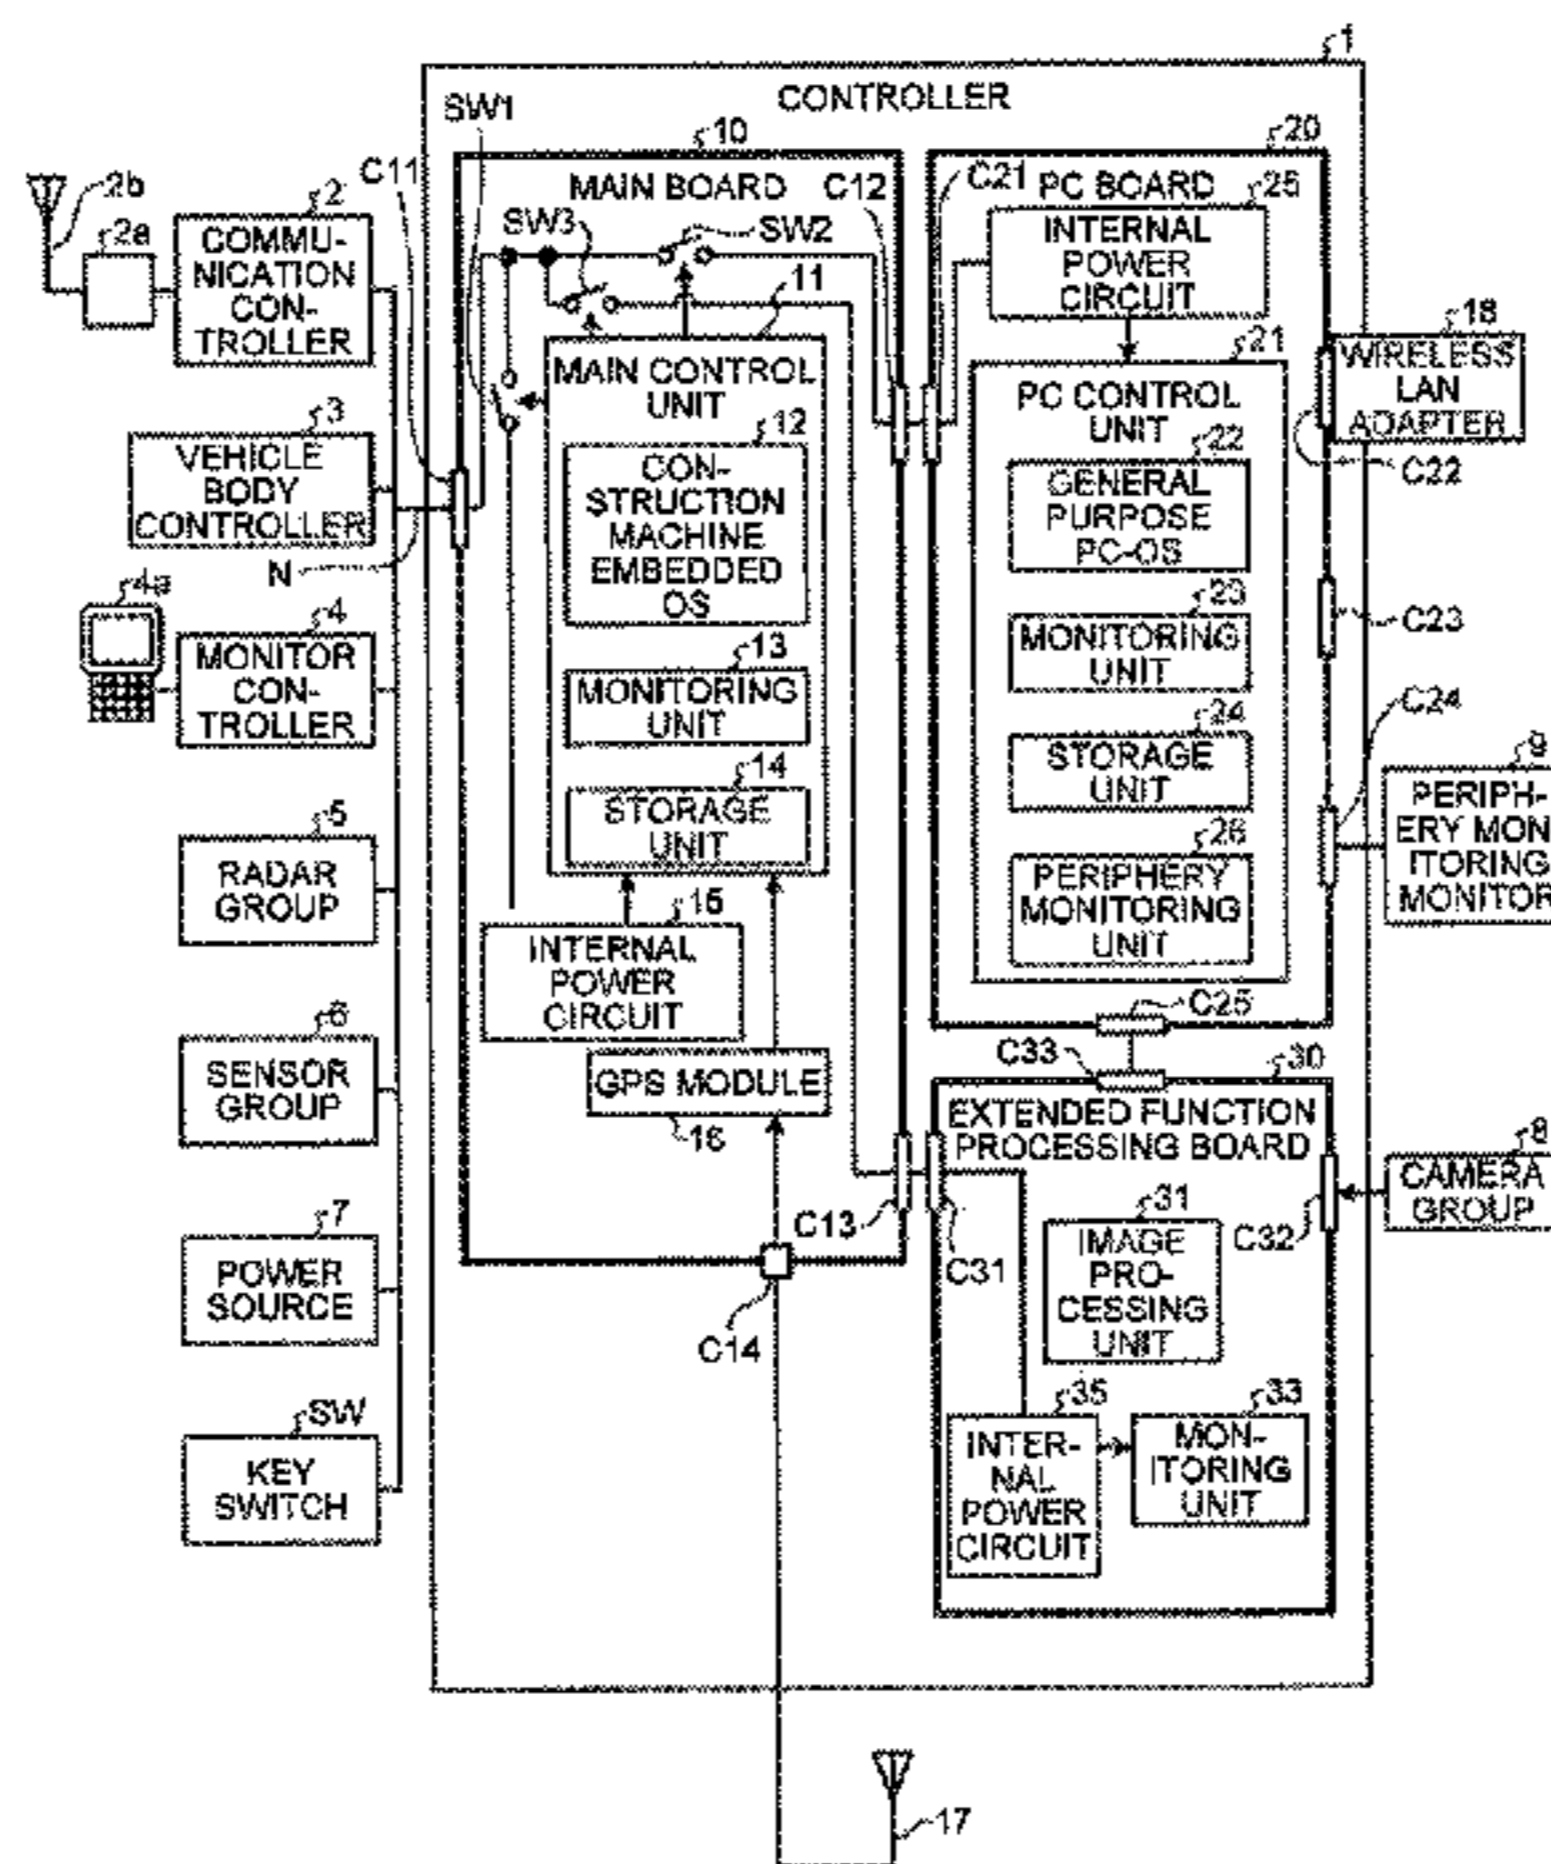 1
CONTROLLER
SW1
10
MAIN BOARD
C11
C12
SW3
SW2
11
MAIN CONTROL
UNIT
12
CON-
STRUCTION
MACHINE
EMBEDDED
OS
13
MONITORING
UNIT
14
STORAGE
UNIT
15
INTERNAL
POWER
CIRCUIT
GPS MODULE
16
C13
C14
17
20
C21
PC BOARD
25
INTERNAL
POWER
CIRCUIT
21
PC CONTROL
UNIT
22
GENERAL
PURPOSE
PC-OS
23
MONITORING
UNIT
24
STORAGE
UNIT
26
PERIPHERY
MONITORING
UNIT
C25
18
WIRELESS
LAN
ADAPTER
C22
C23
C24
9
PERIPH-
ERY MON
ITORING
MONITOR
C33
30
EXTENDED FUNCTION
PROCESSING BOARD
C31
31
IMAGE
PRO-
CESSING
UNIT
C32
8
CAMERA
GROUP
35
INTER-
NAL
POWER
CIRCUIT
33
MON-
ITORING
UNIT
2b
2a
2
COMMU-
NICATION
CON-
TROLLER
3
VEHICLE
BODY
CONTROLLER
N
4a
4
MONITOR
CON-
TROLLER
5
RADAR
GROUP
6
SENSOR
GROUP
7
POWER
SOURCE
SW
KEY
SWITCH